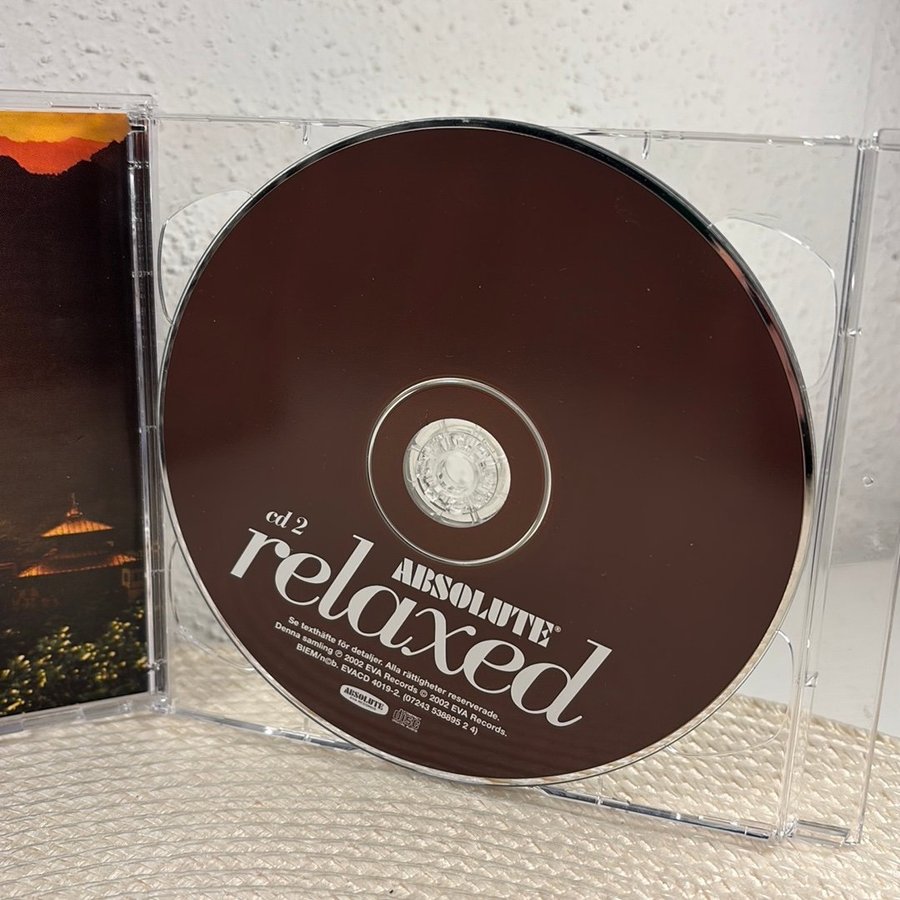 cd 2
ABSOLUTE®
relaxed
Se texthäfte för detaljer. Alla rättigheter reserverade.
Denna samling ℗ 2002 EVA Records © 2002 EVA Records.
BIEM/n©b. EVACD 4019-2. (07243 538895 2 4)
ABSOLUTE